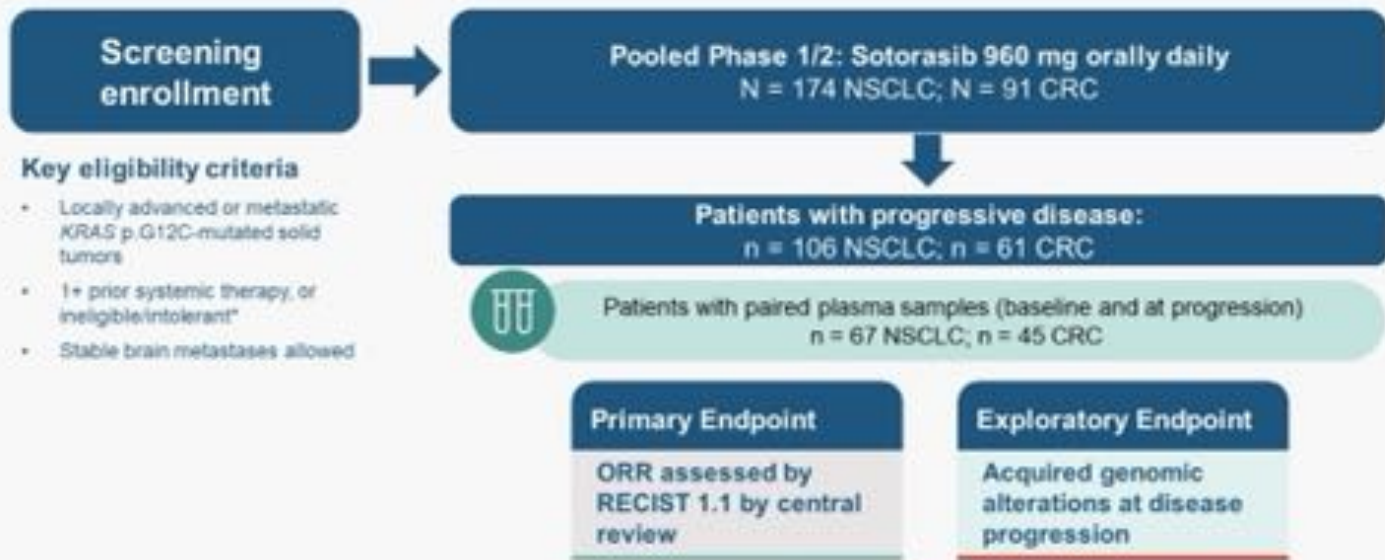 Screening
enrollment
Pooled Phase 1/2: Sotorasib 960 mg orally daily
N = 174 NSCLC; N = 91 CRC
Key eligibility criteria
• Locally advanced or metastatic
KRAS p.G12C-mutated solid
tumors
• 1+ prior systemic therapy, or
ineligible/intolerant*
• Stable brain metastases allowed
Patients with progressive disease:
n = 106 NSCLC; n = 61 CRC
Patients with paired plasma samples (baseline and at progression)
n = 67 NSCLC; n = 45 CRC
Primary Endpoint
ORR assessed by
RECIST 1.1 by central
review
Exploratory Endpoint
Acquired genomic
alterations at disease
progression